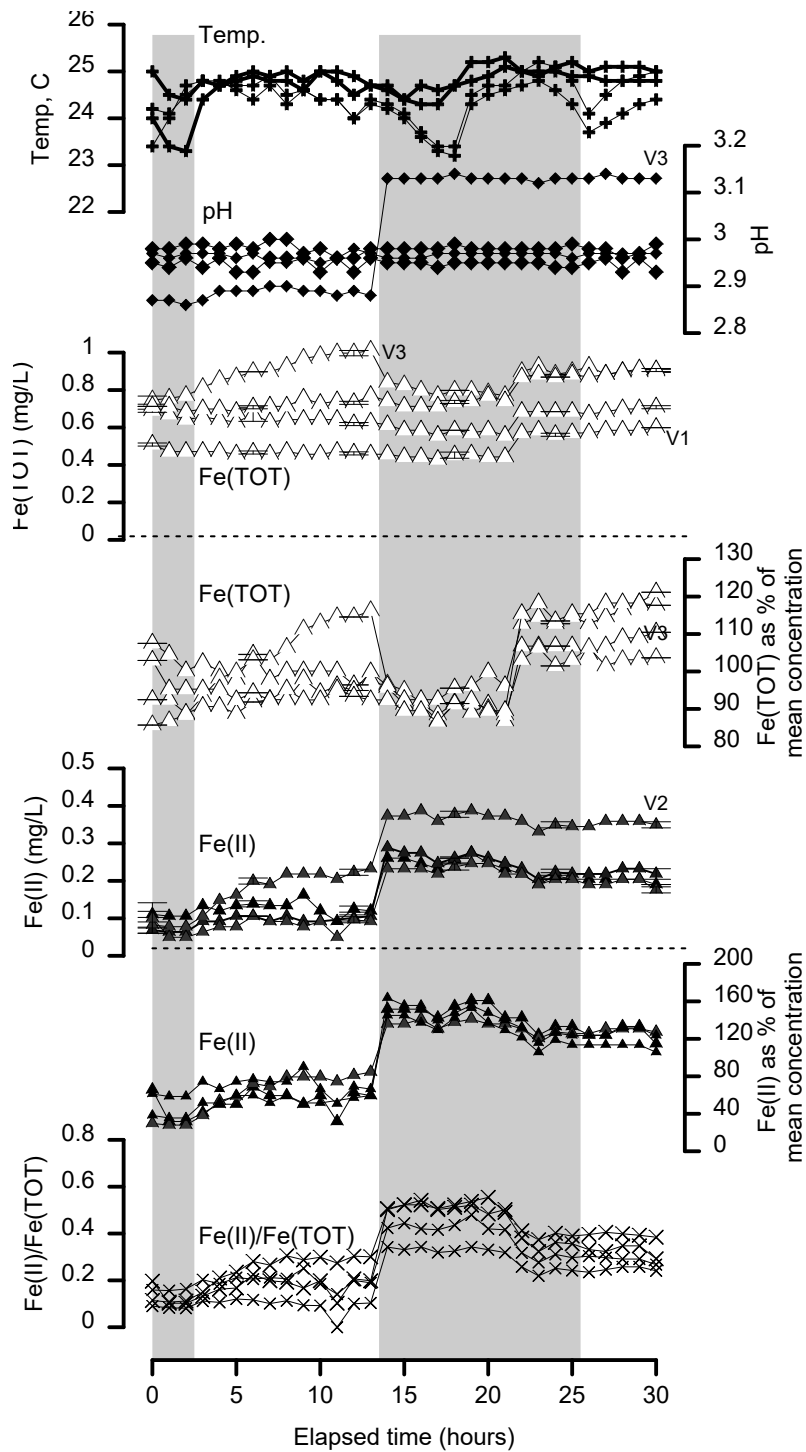 26
25
24
23
22
Temp, C
Temp.
3.2
3.1
3
2.9
2.8
pH
V3
pH
1
0.8
0.6
0.4
0.2
0
Fe(TOT) (mg/L)
V3
V1
Fe(TOT)
130
120
110
100
90
80
Fe(TOT) as % of
mean concentration
Fe(TOT)
V3
0.5
0.4
0.3
0.2
0.1
0
Fe(II) (mg/L)
V2
Fe(II)
200
160
120
80
40
0
Fe(II) as % of
mean concentration
Fe(II)
0.8
0.6
0.4
0.2
0
Fe(II)/Fe(TOT)
Fe(II)/Fe(TOT)
0 5 10 15 20 25 30
Elapsed time (hours)